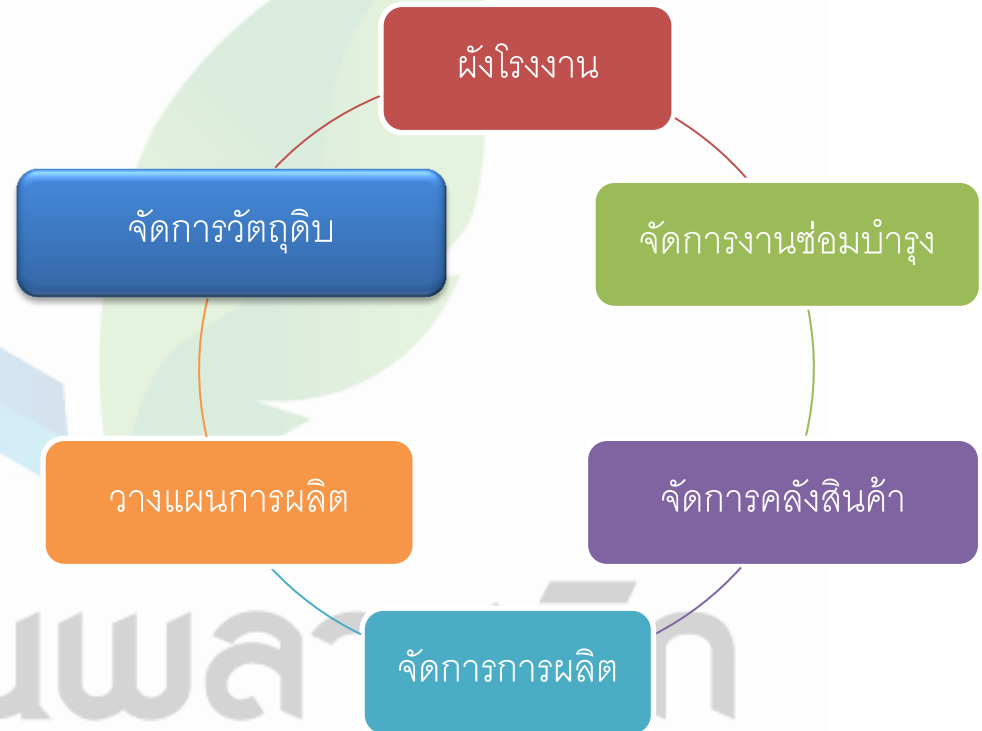 ผังโรงงาน
จัดการวัตถุดิบ
จัดการงานซ่อมบำรุง
วางแผนการผลิต
จัดการคลังสินค้า
จัดการการผลิต